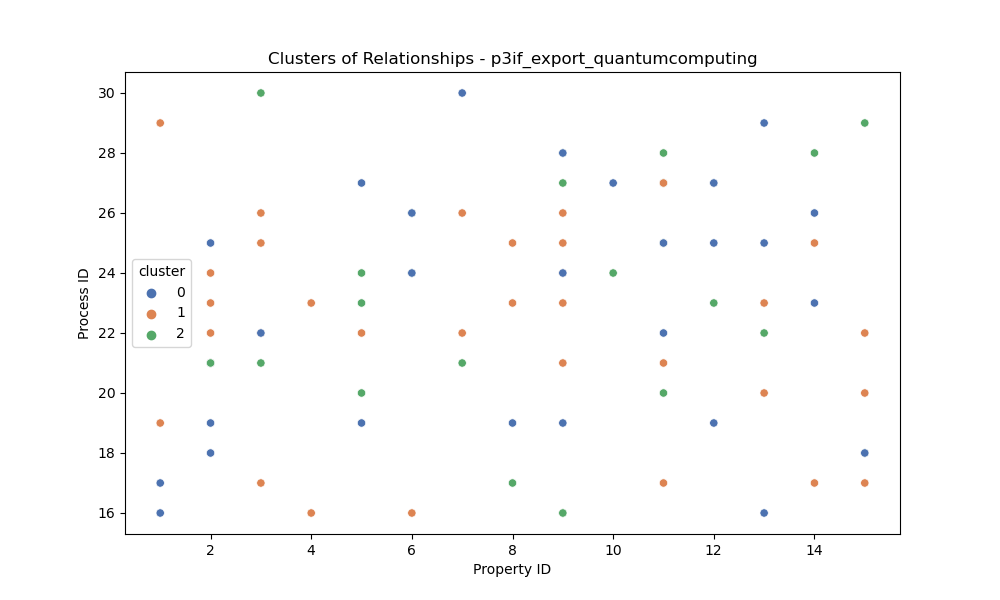 Clusters of Relationships - p3if_export_quantumcomputing
30
28
26
24
22
20
18
16
Process ID
cluster
0
1
2
2 4 6 8 10 12 14
Property ID